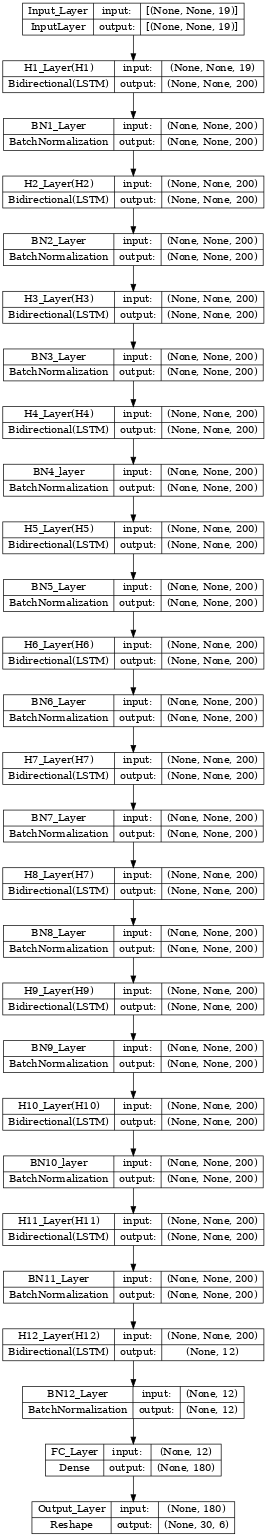 Input_Layer input: [(None, None, 19)]
InputLayer output: [(None, None, 19)]
H1_Layer(H1) input: (None, None, 19)
Bidirectional(LSTM) output: (None, None, 200)
BN1_Layer input: (None, None, 200)
BatchNormalization output: (None, None, 200)
H2_Layer(H2) input: (None, None, 200)
Bidirectional(LSTM) output: (None, None, 200)
BN2_Layer input: (None, None, 200)
BatchNormalization output: (None, None, 200)
H3_Layer(H3) input: (None, None, 200)
Bidirectional(LSTM) output: (None, None, 200)
BN3_Layer input: (None, None, 200)
BatchNormalization output: (None, None, 200)
H4_Layer(H4) input: (None, None, 200)
Bidirectional(LSTM) output: (None, None, 200)
BN4_layer input: (None, None, 200)
BatchNormalization output: (None, None, 200)
H5_Layer(H5) input: (None, None, 200)
Bidirectional(LSTM) output: (None, None, 200)
BN5_Layer input: (None, None, 200)
BatchNormalization output: (None, None, 200)
H6_Layer(H6) input: (None, None, 200)
Bidirectional(LSTM) output: (None, None, 200)
BN6_Layer input: (None, None, 200)
BatchNormalization output: (None, None, 200)
H7_Layer(H7) input: (None, None, 200)
Bidirectional(LSTM) output: (None, None, 200)
BN7_Layer input: (None, None, 200)
BatchNormalization output: (None, None, 200)
H8_Layer(H7) input: (None, None, 200)
Bidirectional(LSTM) output: (None, None, 200)
BN8_Layer input: (None, None, 200)
BatchNormalization output: (None, None, 200)
H9_Layer(H9) input: (None, None, 200)
Bidirectional(LSTM) output: (None, None, 200)
BN9_Layer input: (None, None, 200)
BatchNormalization output: (None, None, 200)
H10_Layer(H10) input: (None, None, 200)
Bidirectional(LSTM) output: (None, None, 200)
BN10_layer input: (None, None, 200)
BatchNormalization output: (None, None, 200)
H11_Layer(H11) input: (None, None, 200)
Bidirectional(LSTM) output: (None, None, 200)
BN11_Layer input: (None, None, 200)
BatchNormalization output: (None, None, 200)
H12_Layer(H12) input: (None, None, 200)
Bidirectional(LSTM) output: (None, 12)
BN12_Layer input: (None, 12)
BatchNormalization output: (None, 12)
FC_Layer input: (None, 12)
Dense output: (None, 180)
Output_Layer input: (None, 180)
Reshape output: (None, 30, 6)